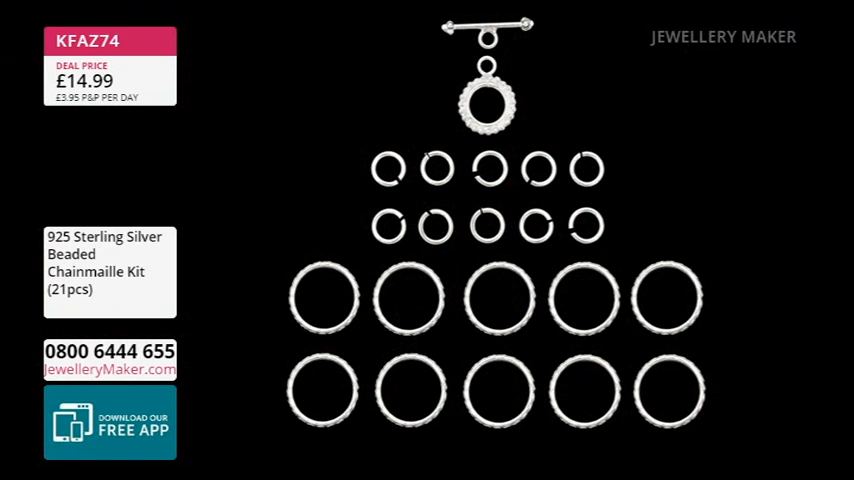 KFAZ74
JEWELLERY MAKER
DEAL PRICE
£14.99
£3.95 P&P PER DAY
925 Sterling Silver
Beaded
Chainmaille Kit
(21pcs)
0800 6444 655
JewelleryMaker.com
DOWNLOAD OUR
FREE APP